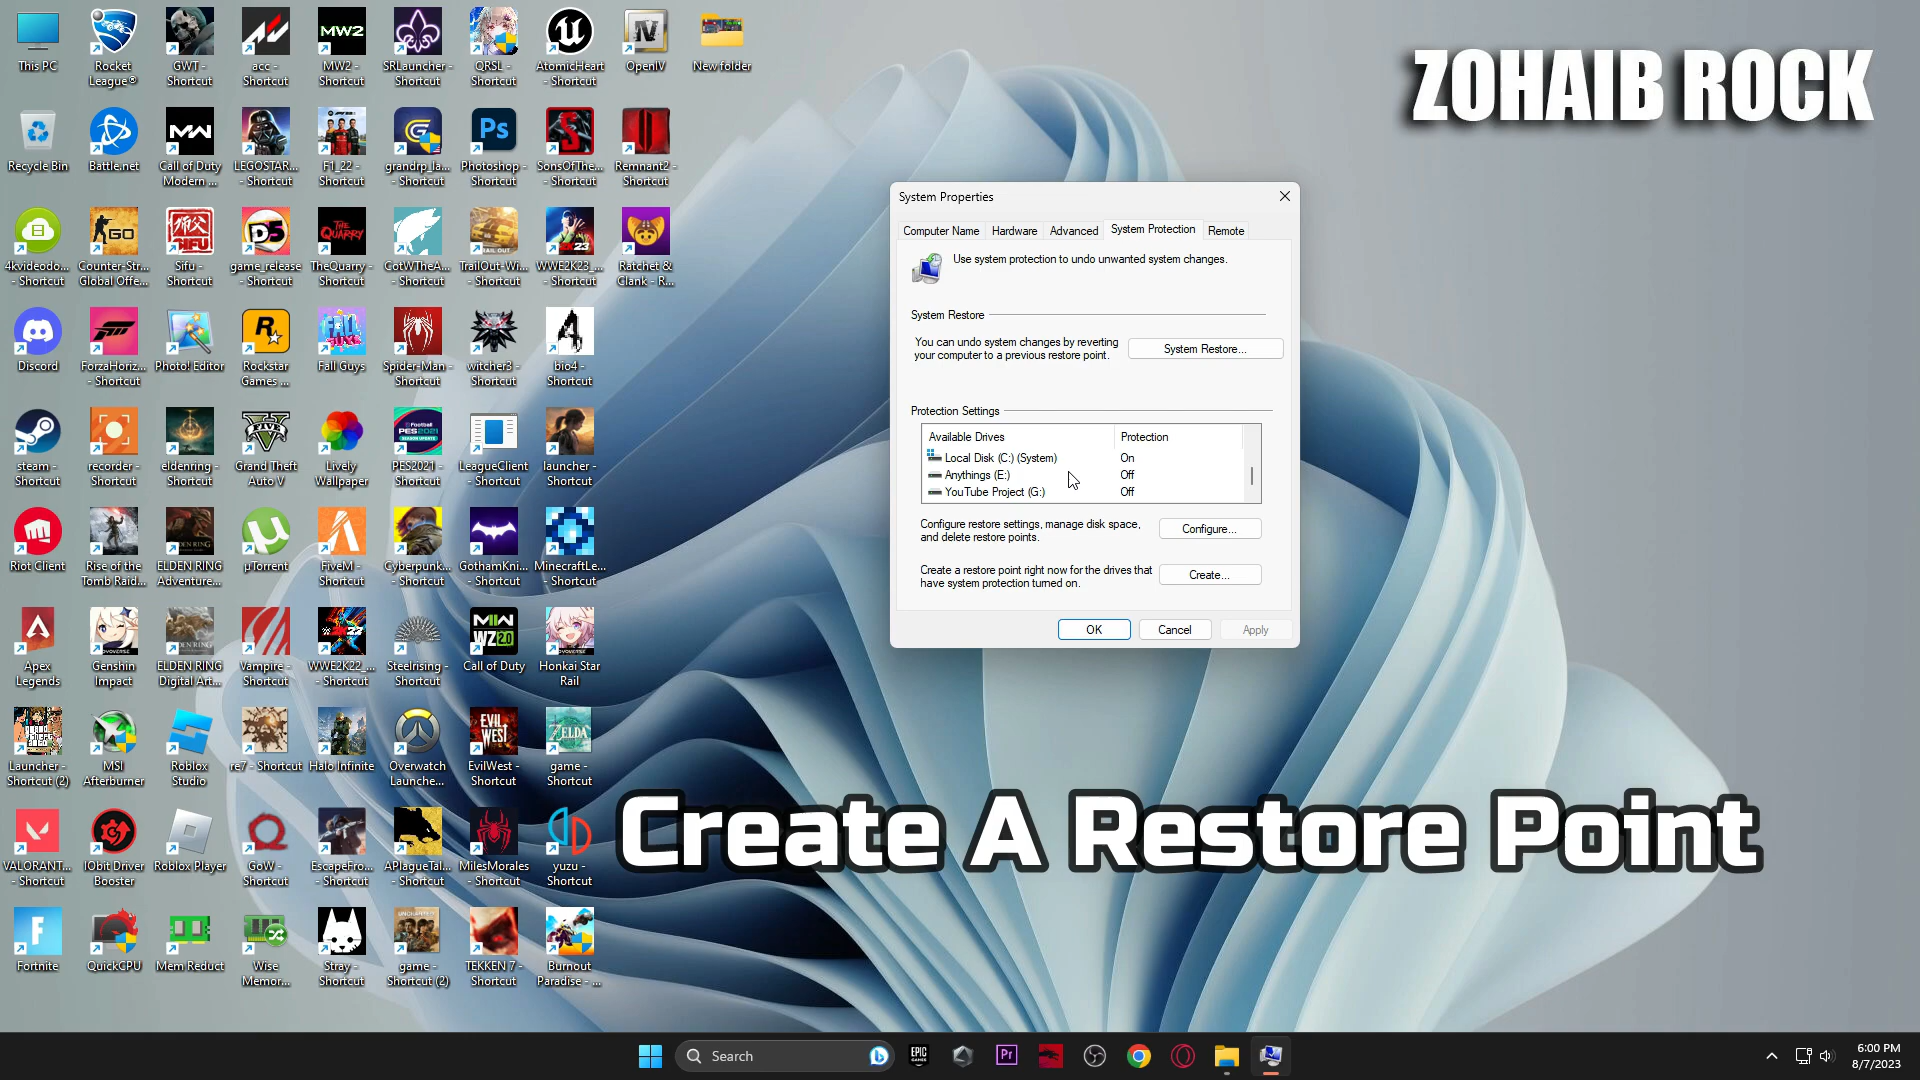 This PC
Rocket
League®
GWT -
Shortcut
acc -
Shortcut
MW2 -
Shortcut
SRLauncher -
Shortcut
QRSL -
Shortcut
AtomicHeart
- Shortcut
OpenIV
New folder
ZOHAIB ROCK
Recycle Bin
Battle.net
Call of Duty
Modern ...
LEGOSTAR...
- Shortcut
F1_22 -
Shortcut
grandrp_la...
- Shortcut
Photoshop -
Shortcut
SonsOfThe...
- Shortcut
Remnant2 -
Shortcut
4kvideodo...
- Shortcut
Counter-Str...
Global Offe...
Sifu -
Shortcut
game_release
- Shortcut
TheQuarry -
Shortcut
CotWTheA...
- Shortcut
TrailOut-Wi...
- Shortcut
WWE2K23_...
- Shortcut
Ratchet &
Clank - R...
Discord
ForzaHoriz...
- Shortcut
Photo! Editor
Rockstar
Games ...
Fall Guys
Spider-Man -
Shortcut
witcher3 -
Shortcut
bio4 -
Shortcut
steam -
Shortcut
recorder -
Shortcut
eldenring -
Shortcut
Grand Theft
Auto V
Lively
Wallpaper
PES2021 -
Shortcut
LeagueClient
- Shortcut
launcher -
Shortcut
Riot Client
Rise of the
Tomb Raid...
ELDEN RING
Adventure...
µTorrent
FiveM -
Shortcut
Cyberpunk...
- Shortcut
GothamKni...
- Shortcut
MinecraftLe...
- Shortcut
Apex
Legends
Genshin
Impact
ELDEN RING
Digital Art...
Vampire -
Shortcut
WWE2K22_...
- Shortcut
Steelrising -
Shortcut
Call of Duty
Honkai Star
Rail
Launcher -
Shortcut (2)
MSI
Afterburner
Roblox
Studio
re7 - Shortcut
Halo Infinite
Overwatch
Launche...
EvilWest -
Shortcut
game -
Shortcut
VALORANT...
- Shortcut
IObit Driver
Booster
Roblox Player
GoW -
Shortcut
EscapeFro...
- Shortcut
APlagueTal...
- Shortcut
MilesMorales
- Shortcut
yuzu -
Shortcut
Fortnite
QuickCPU
Mem Reduct
Wise
Memor...
Stray -
Shortcut
game -
Shortcut (2)
TEKKEN 7 -
Shortcut
Burnout
Paradise - ...
System Properties
Computer Name
Hardware
Advanced
System Protection
Remote
Use system protection to undo unwanted system changes.
System Restore
You can undo system changes by reverting
your computer to a previous restore point.
System Restore...
Protection Settings
Available Drives
Protection
Local Disk (C:) (System)
On
Anythings (E:)
Off
YouTube Project (G:)
Off
Configure restore settings, manage disk space,
and delete restore points.
Configure...
Create a restore point right now for the drives that
have system protection turned on.
Create...
OK
Cancel
Apply
Create A Restore Point
Search
6:00 PM
8/7/2023